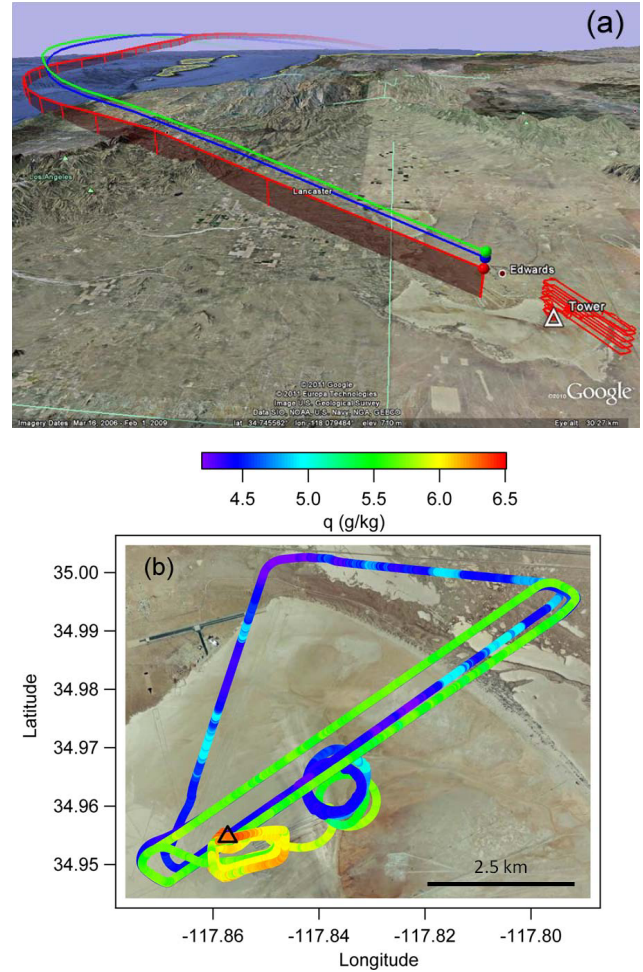 (a)
Los Angeles
Lancaster
Edwards
Tower
© 2011 Google
© 2011 Europa Technologies
Image U.S. Geological Survey
Data SIO, NOAA, U.S. Navy, NGA, GEBCO
©2010 Google
Imagery Dates: Mar 16, 2006 - Feb 1, 2009
lat 34.745562° lon -118.079484° elev 710 m
Eye alt 30.27 km
4.5 5.0 5.5 6.0 6.5
q (g/kg)
(b)
35.00
34.99
34.98
34.97
34.96
34.95
Latitude
2.5 km
-117.86 -117.84 -117.82 -117.80
Longitude